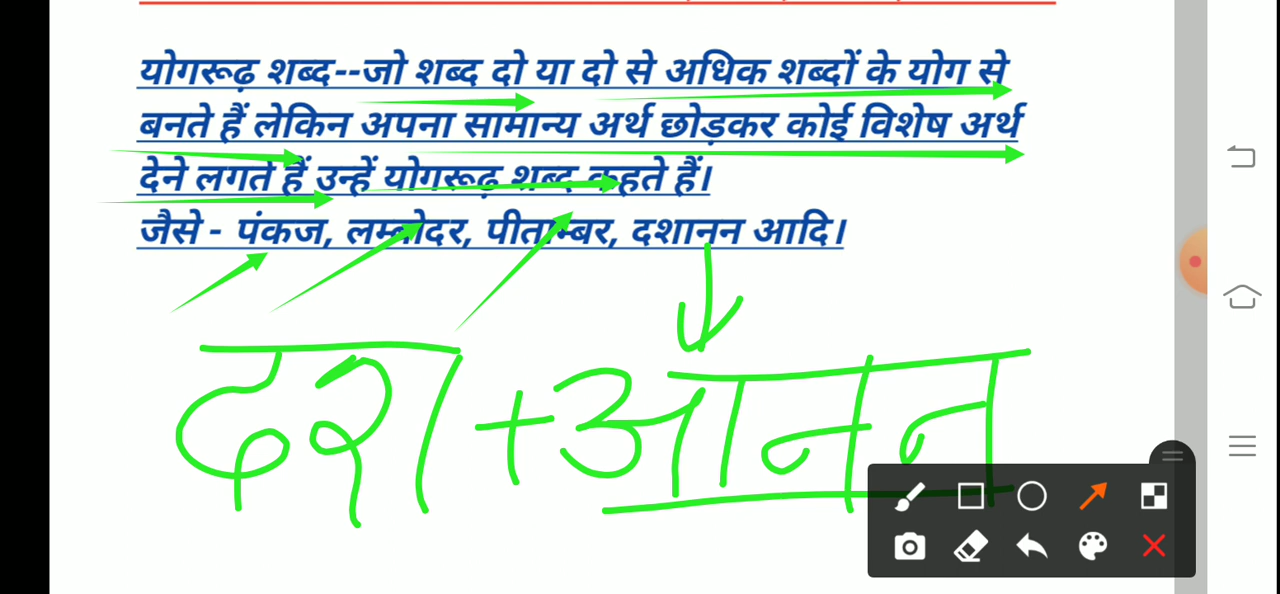 योगरूढ़ शब्द--जो शब्द दो या दो से अधिक शब्दों के योग से
बनते हैं लेकिन अपना सामान्य अर्थ छोड़कर कोई विशेष अर्थ
देने लगते हैं उन्हें योगरूढ़ शब्द कहते हैं।
जैसे - पंकज, लम्बोदर, पीताम्बर, दशानन आदि।
दश + आनन